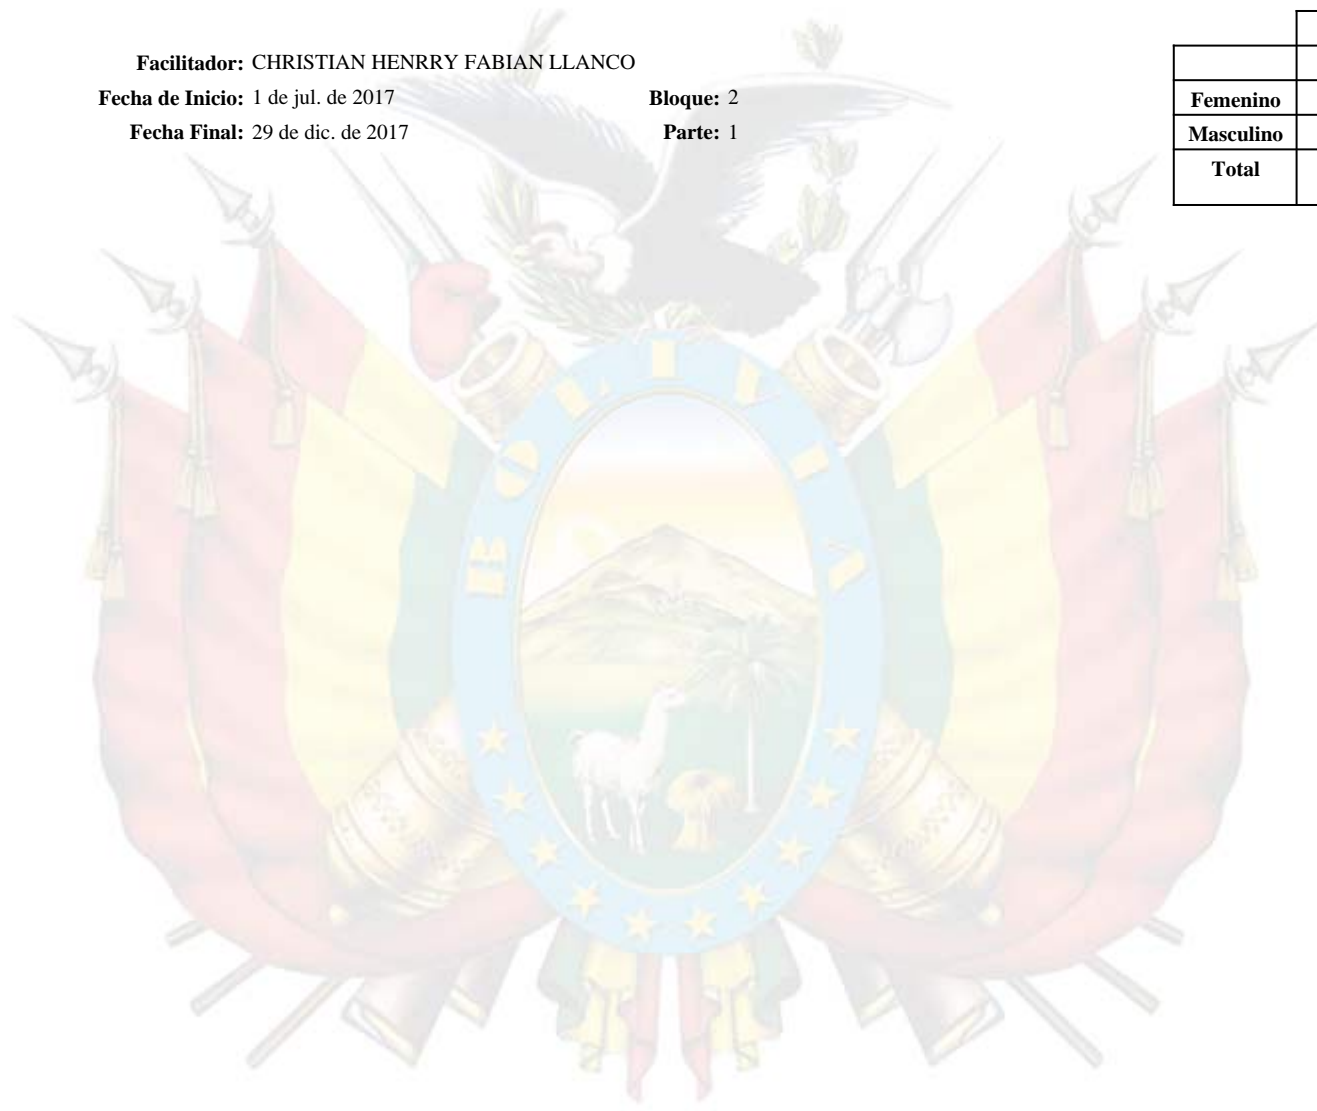 Facilitador: CHRISTIAN HENRRY FABIAN LLANCO
Fecha de Inicio: 1 de jul. de 2017 Bloque: 2
Fecha Final: 29 de dic. de 2017 Parte: 1
Femenino
Masculino
Total
BOLIVIA